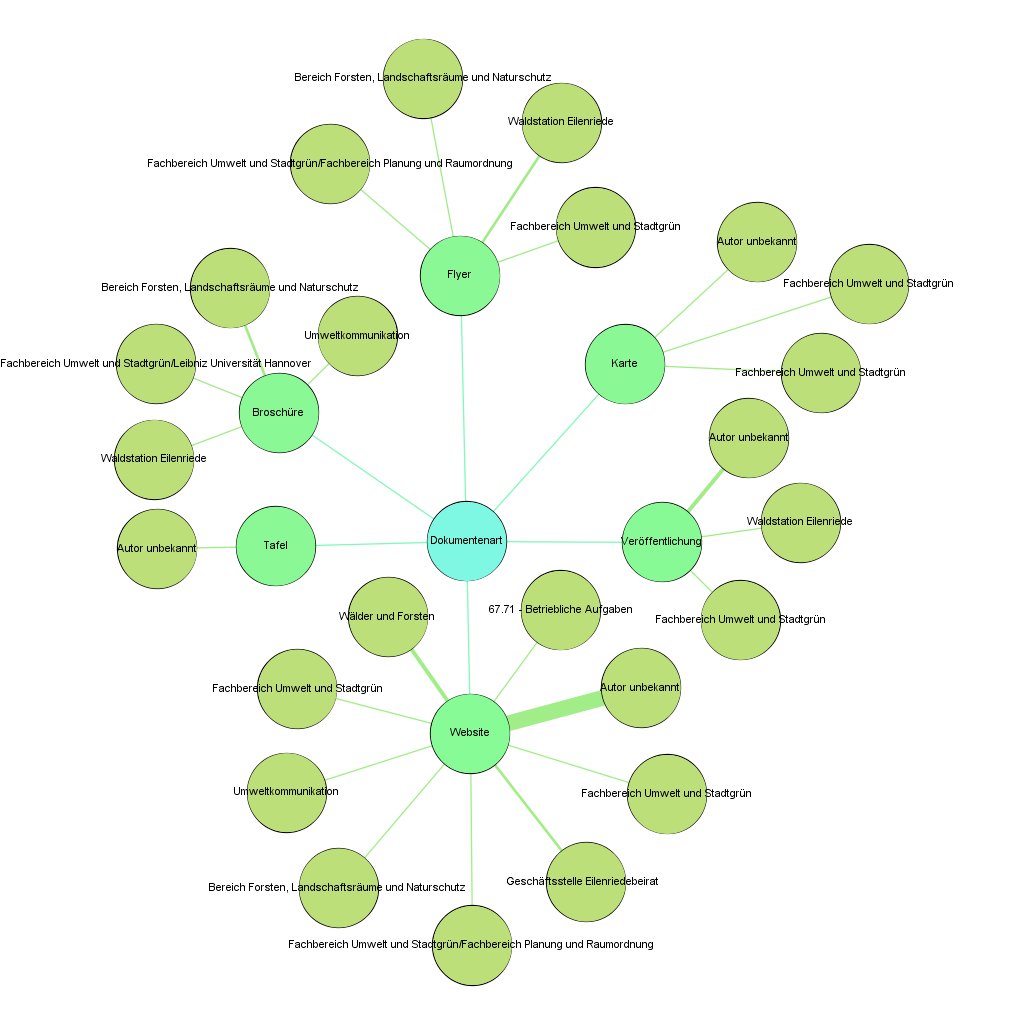 Bereich Forsten, Landschaftsräume und Naturschutz
Waldstation Eilenriede
Fachbereich Umwelt und Stadtgrün/Fachbereich Planung und Raumordnung
Fachbereich Umwelt und Stadtgrün
Flyer
Autor unbekannt
Fachbereich Umwelt und Stadtgrün
Bereich Forsten, Landschaftsräume und Naturschutz
Umweltkommunikation
Fachbereich Umwelt und Stadtgrün/Leibniz Universität Hannover
Karte
Fachbereich Umwelt und Stadtgrün
Broschüre
Autor unbekannt
Waldstation Eilenriede
Waldstation Eilenriede
Autor unbekannt
Tafel
Dokumentenart
Veröffentlichung
Wälder und Forsten
67.71 - Betriebliche Aufgaben
Fachbereich Umwelt und Stadtgrün
Fachbereich Umwelt und Stadtgrün
Autor unbekannt
Website
Umweltkommunikation
Fachbereich Umwelt und Stadtgrün
Bereich Forsten, Landschaftsräume und Naturschutz
Geschäftsstelle Eilenriedebeirat
Fachbereich Umwelt und Stadtgrün/Fachbereich Planung und Raumordnung